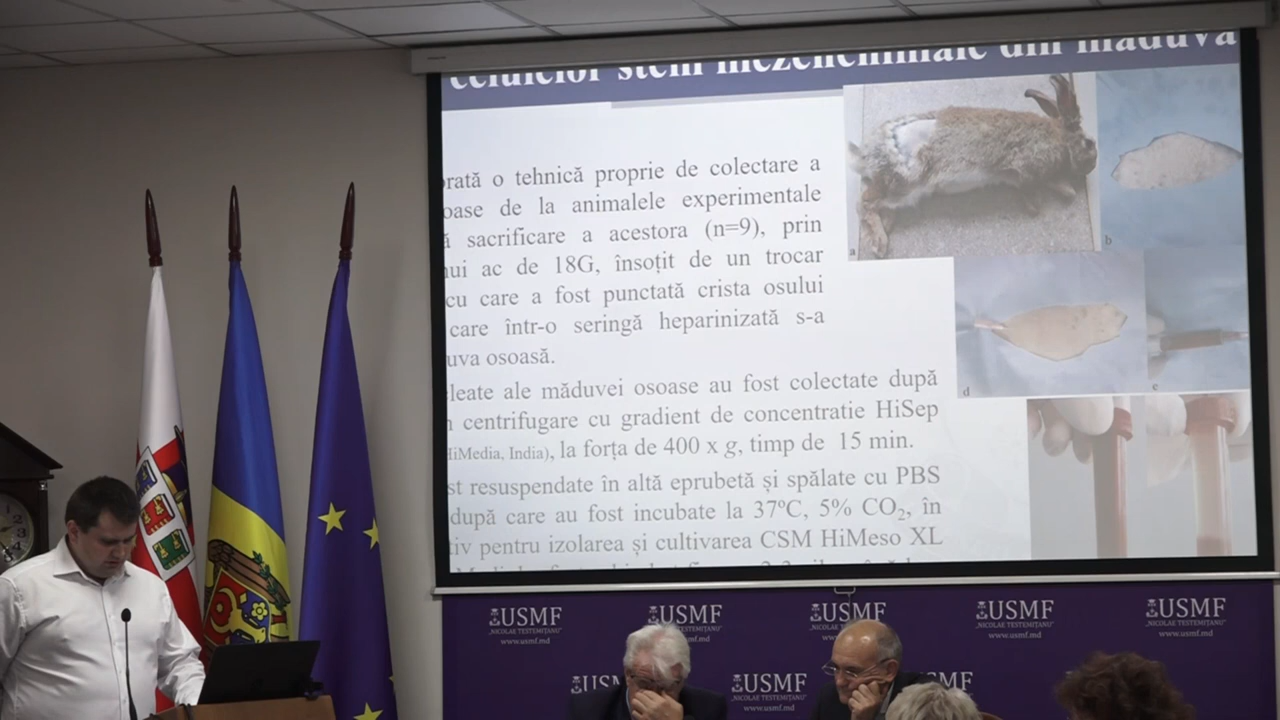 celulelor stem mezenchimale din măduva
rată o tehnică proprie de colectare a
oase de la animalele experimentale
sacrificare a acestora (n=9), prin
ui ac de 18G, însoțit de un trocar
cu care a fost punctată crista osului
care într-o seringă heparinizată s-a
uva osoasă.
leate ale măduvei osoase au fost colectate după
centrifugare cu gradient de concentratie HiSep
HiMedia, India), la forța de 400 x g, timp de 15 min.
st resuspendate în altă eprubetă și spălate cu PBS
după care au fost incubate la 37ºC, 5% CO₂, în
tiv pentru izolarea și cultivarea CSM HiMeso XL
a
b
d
e
USMF
"NICOLAE TESTEMIȚANU"
www.usmf.md
USMF
"NICOLAE TESTEMIȚANU"
www.usmf.md
USMF
USMF
"NICOLAE TESTEMIȚANU"
www.usmf.md
USMF
"NICOLAE TESTEMIȚANU"
www.usmf.md
USM
USMF
"NICOLAE TESTEMIȚANU"
www.usmf.md
MF